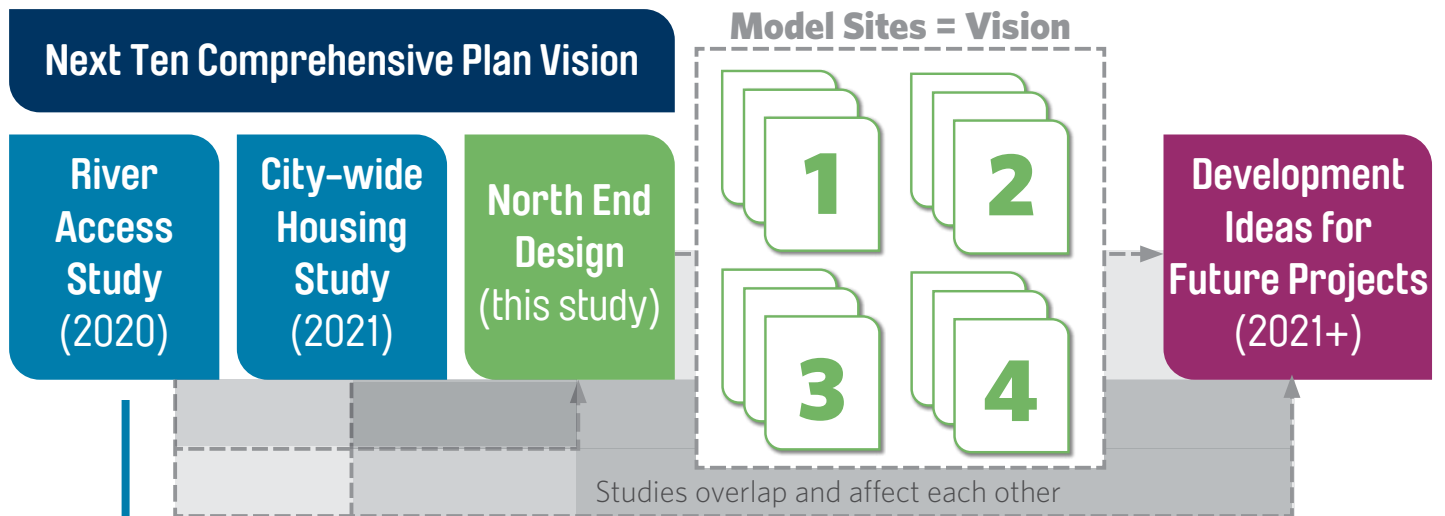 Next Ten Comprehensive Plan Vision
Model Sites = Vision
River
Access
Study
(2020)
City-wide
Housing
Study
(2021)
North End
Design
(this study)
1
2
3
4
Development
Ideas for
Future Projects
(2021+)
Studies overlap and affect each other